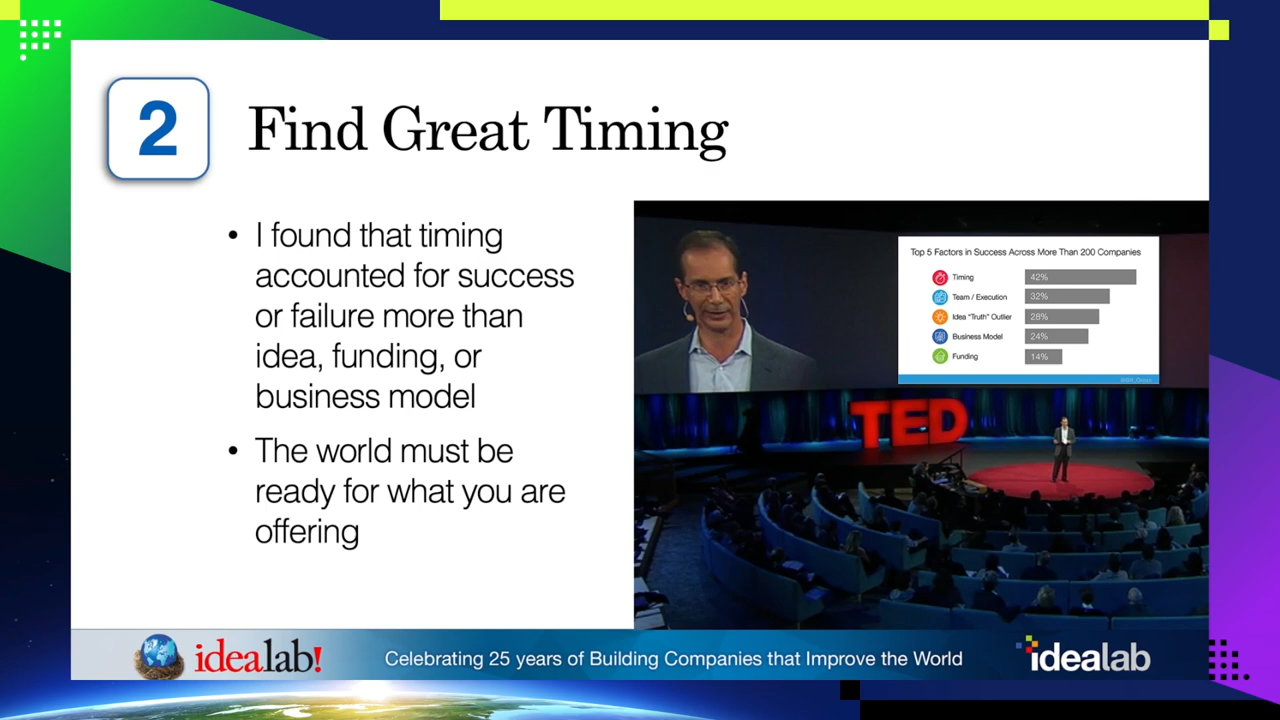 2
Find Great Timing
• I found that timing
accounted for success
or failure more than
idea, funding, or
business model
• The world must be
ready for what you are
offering
Top 5 Factors in Success Across More Than 200 Companies
Timing 42%
Team / Execution 32%
Idea "Truth" Outlier 28%
Business Model 24%
Funding 14%
TED
idealab!
Celebrating 25 years of Building Companies that Improve the World
idealab